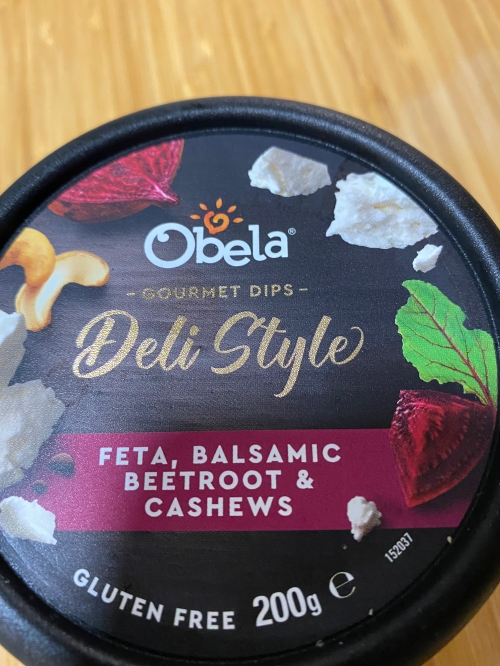 Obela®
- GOURMET DIPS -
Deli Style
FETA, BALSAMIC
BEETROOT &
CASHEWS
152037
GLUTEN FREE 200g ℮